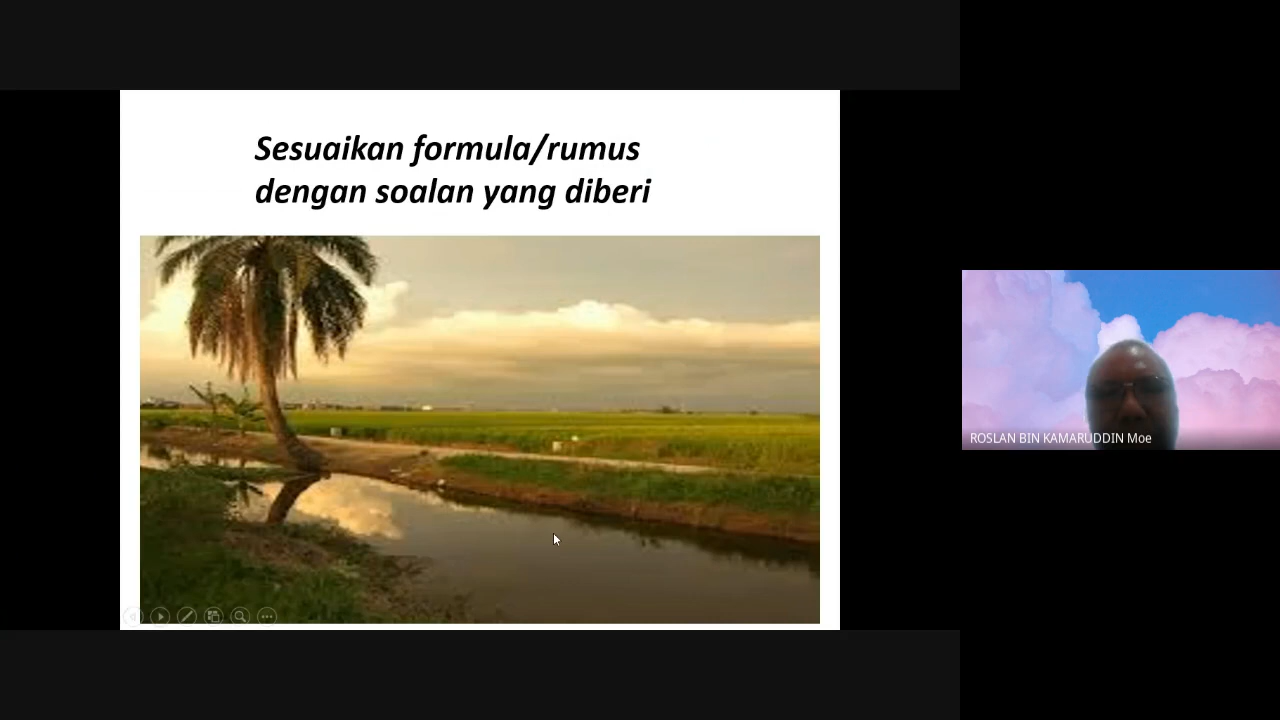 Sesuaikan formula/rumus
dengan soalan yang diberi
ROSLAN BIN KAMARUDDIN Moe